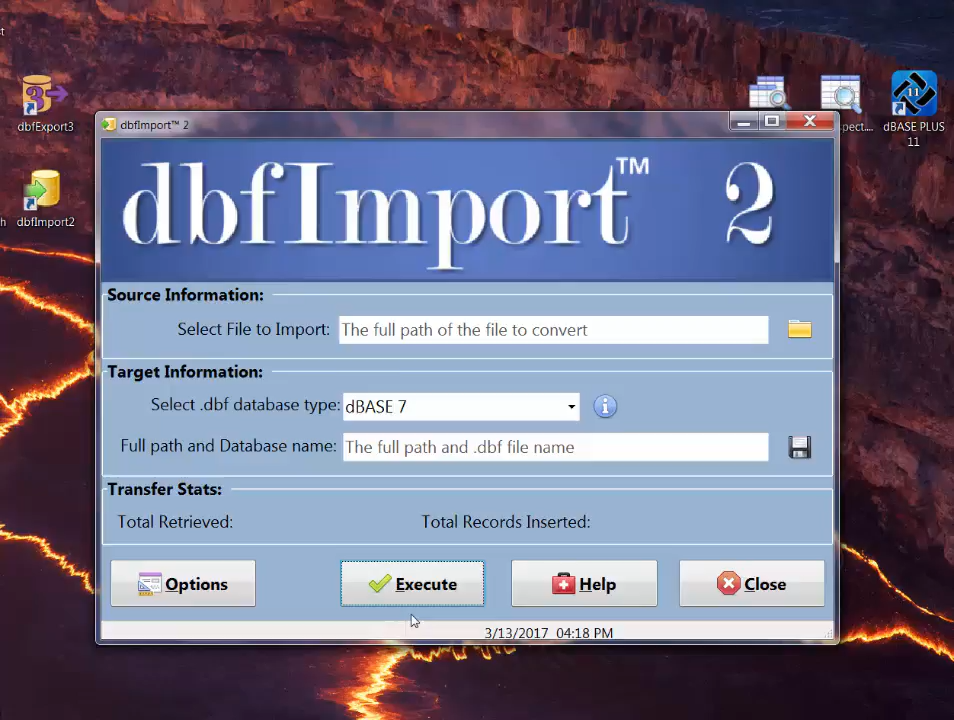 t
dbfExport3
pect....
dBASE PLUS
11
h
dbfImport2
dbfImport™ 2
dbfImport™ 2
Source Information:
Select File to Import: The full path of the file to convert
Target Information:
Select .dbf database type: dBASE 7
Full path and Database name: The full path and .dbf file name
Transfer Stats:
Total Retrieved: Total Records Inserted:
Options Execute Help Close
3/13/2017 04:18 PM